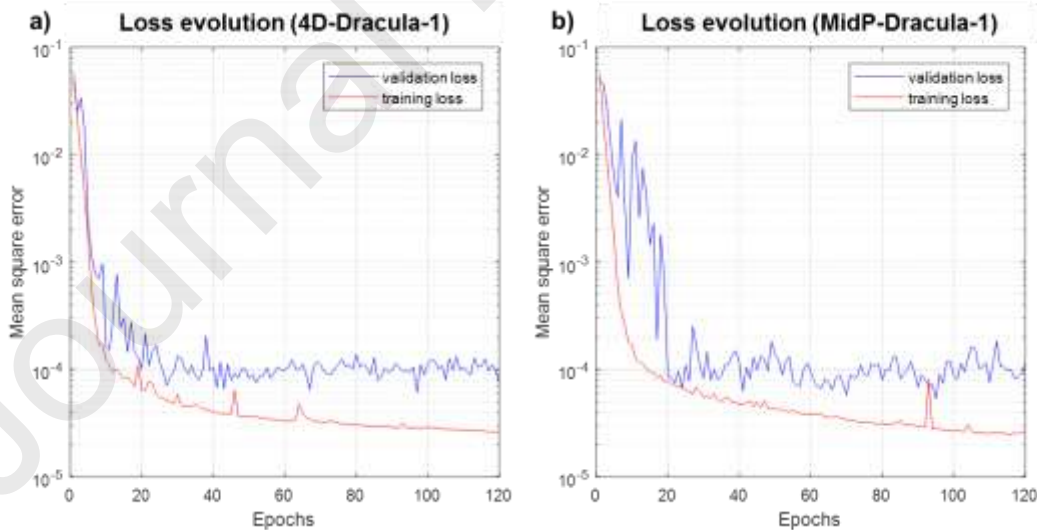 a) Loss evolution (4D-Dracula-1)
10^-1
10^-2
10^-3
10^-4
10^-5
Mean square error
validation loss
training loss
0 20 40 60 80 100 120
Epochs
b) Loss evolution (MidP-Dracula-1)
10^-1
10^-2
10^-3
10^-4
10^-5
Mean square error
validation loss
training loss
0 20 40 60 80 100 120
Epochs
Journal